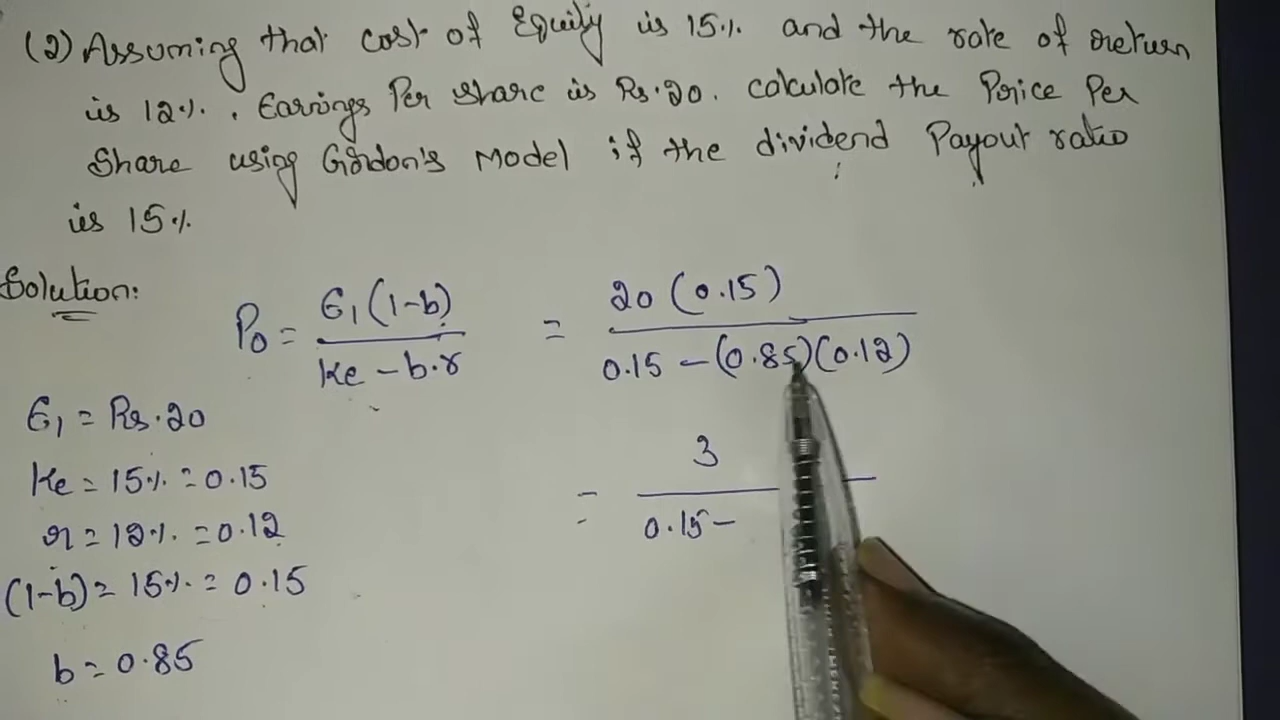 (2) Assuming that cost of Equity is 15% and the rate of return
is 12%. Earnings Per share is Rs.20. calculate the Price Per
Share using Gordon's Model if the dividend Payout ratio
is 15%
Solution:
P0 = E1(1-b) / Ke - b.r = 20(0.15) / 0.15 - (0.85)(0.12)
E1 = Rs.20
= 3 / 0.15 -
Ke = 15% = 0.15
r = 12% = 0.12
(1-b) = 15% = 0.15
b = 0.85